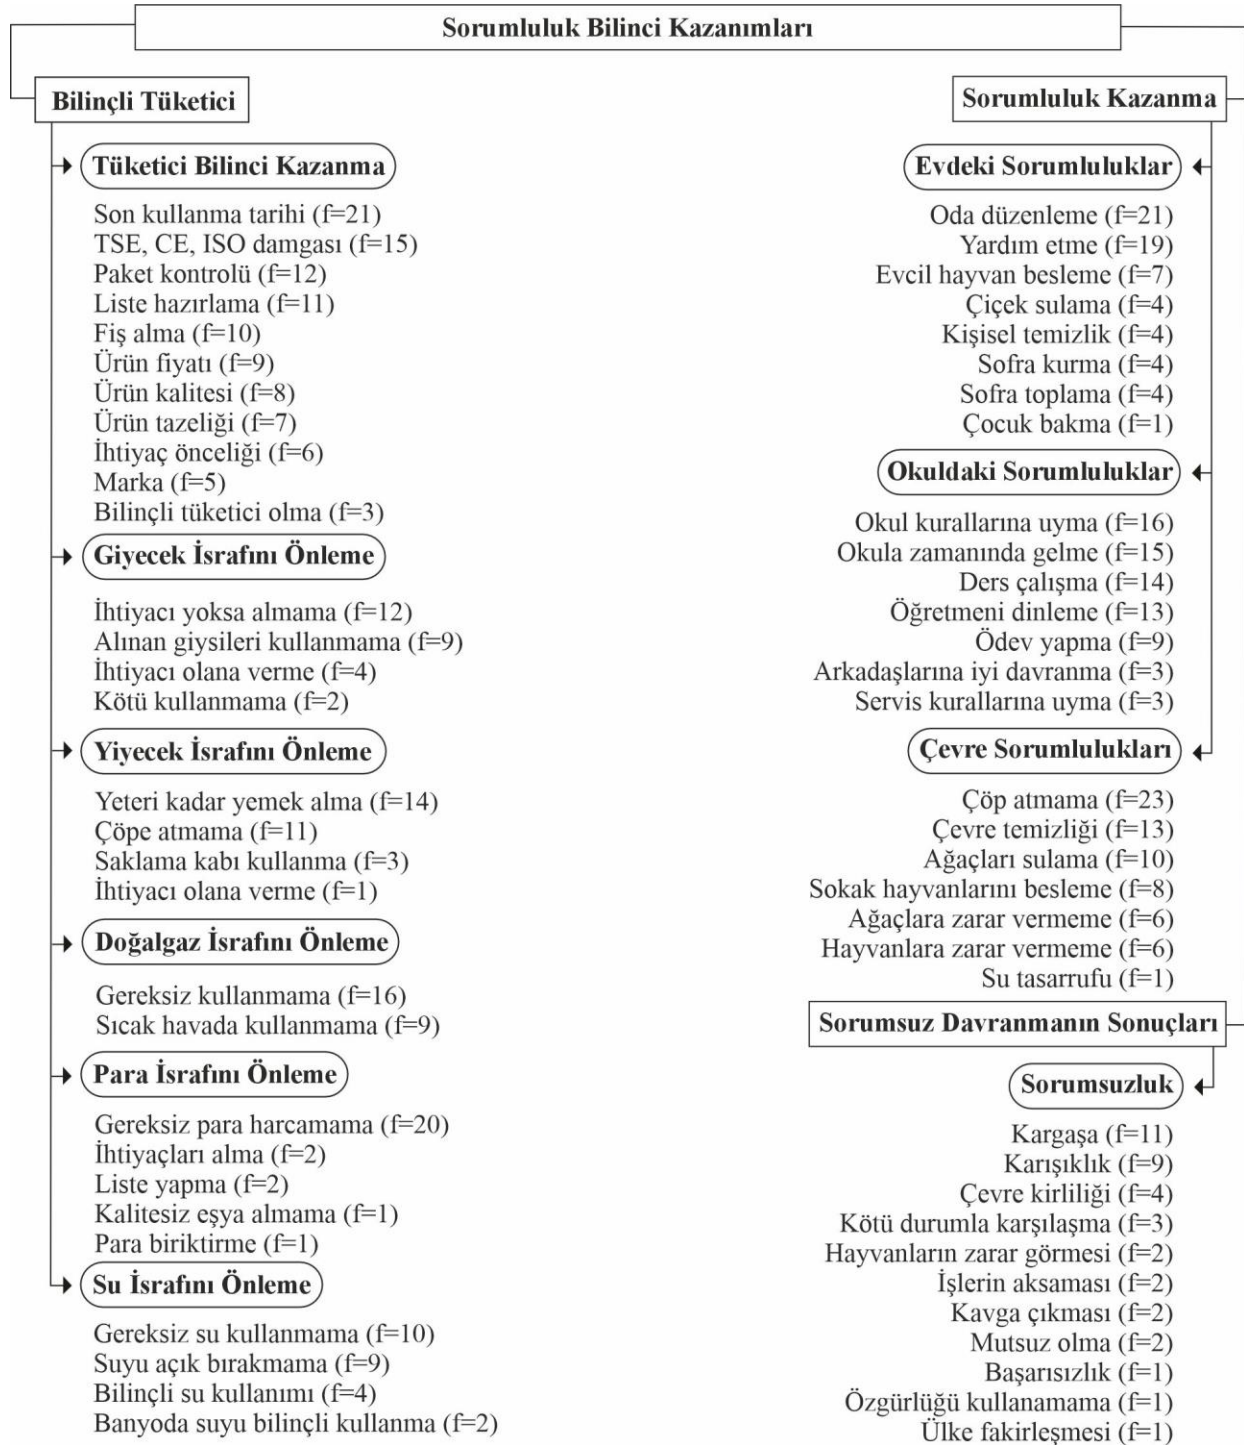 Sorumluluk Bilinci Kazanımları
Bilinçli Tüketici
Tüketici Bilinci Kazanma
Son kullanma tarihi (f=21)
TSE, CE, ISO damgası (f=15)
Paket kontrolü (f=12)
Liste hazırlama (f=11)
Fiş alma (f=10)
Ürün fiyatı (f=9)
Ürün kalitesi (f=8)
Ürün tazeliği (f=7)
İhtiyaç önceliği (f=6)
Marka (f=5)
Bilinçli tüketici olma (f=3)
Giyecek İsrafını Önleme
İhtiyacı yoksa almama (f=12)
Alınan giysileri kullanmama (f=9)
İhtiyacı olana verme (f=4)
Kötü kullanmama (f=2)
Yiyecek İsrafını Önleme
Yeteri kadar yemek alma (f=14)
Çöpe atmama (f=11)
Saklama kabı kullanma (f=3)
İhtiyacı olana verme (f=1)
Doğalgaz İsrafını Önleme
Gereksiz kullanmama (f=16)
Sıcak havada kullanmama (f=9)
Para İsrafını Önleme
Gereksiz para harcamama (f=20)
İhtiyaçları alma (f=2)
Liste yapma (f=2)
Kalitesiz eşya almama (f=1)
Para biriktirme (f=1)
Su İsrafını Önleme
Gereksiz su kullanmama (f=10)
Suyu açık bırakmama (f=9)
Bilinçli su kullanımı (f=4)
Banyoda suyu bilinçli kullanma (f=2)
Sorumluluk Kazanma
Evdeki Sorumluluklar
Oda düzenleme (f=21)
Yardım etme (f=19)
Evcil hayvan besleme (f=7)
Çiçek sulama (f=4)
Kişisel temizlik (f=4)
Sofra kurma (f=4)
Sofra toplama (f=4)
Çocuk bakma (f=1)
Okuldaki Sorumluluklar
Okul kurallarına uyma (f=16)
Okula zamanında gelme (f=15)
Ders çalışma (f=14)
Öğretmeni dinleme (f=13)
Ödev yapma (f=9)
Arkadaşlarına iyi davranma (f=3)
Servis kurallarına uyma (f=3)
Çevre Sorumlulukları
Çöp atmama (f=23)
Çevre temizliği (f=13)
Ağaçları sulama (f=10)
Sokak hayvanlarını besleme (f=8)
Ağaçlara zarar vermeme (f=6)
Hayvanlara zarar vermeme (f=6)
Su tasarrufu (f=1)
Sorumsuz Davranmanın Sonuçları
Sorumsuzluk
Kargaşa (f=11)
Karışıklık (f=9)
Çevre kirliliği (f=4)
Kötü durumla karşılaşma (f=3)
Hayvanların zarar görmesi (f=2)
İşlerin aksaması (f=2)
Kavga çıkması (f=2)
Mutsuz olma (f=2)
Başarısızlık (f=1)
Özgürlüğü kullanamama (f=1)
Ülke fakirleşmesi (f=1)